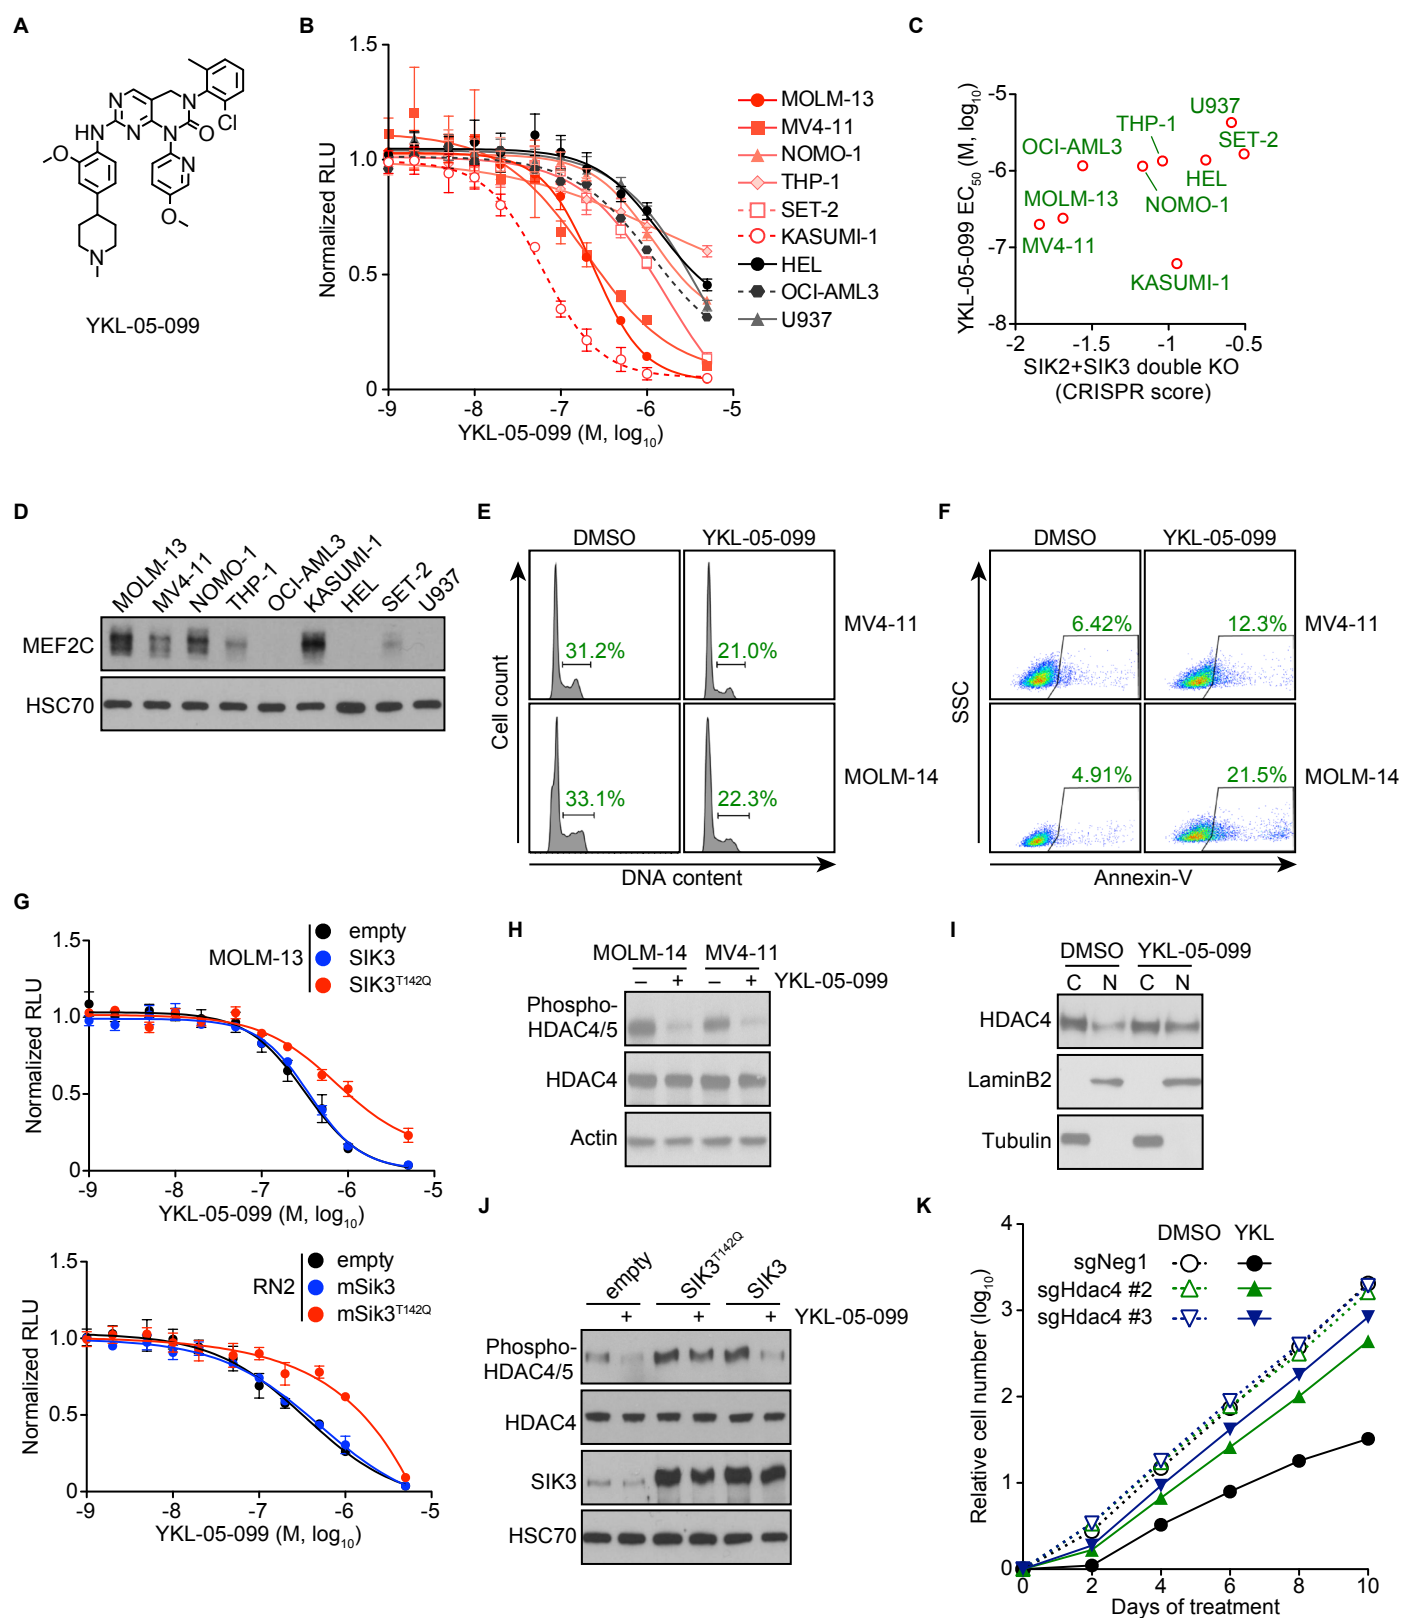 A
N
N
N
N
O
HN
O
Cl
N
O
N
YKL-05-099
B
Normalized RLU
1.5
1.0
0.5
0
-9 -8 -7 -6 -5
YKL-05-099 (M, log10)
MOLM-13
MV4-11
NOMO-1
THP-1
SET-2
KASUMI-1
HEL
OCI-AML3
U937
C
YKL-05-099 EC50 (M, log10)
-5
-6
-7
-8
-2 -1.5 -1 -0.5
U937
THP-1
SET-2
OCI-AML3
HEL
MOLM-13
NOMO-1
MV4-11
KASUMI-1
SIK2+SIK3 double KO
(CRISPR score)
D
MOLM-13 MV4-11 NOMO-1 THP-1 OCI-AML3 KASUMI-1 HEL SET-2 U937
MEF2C
HSC70
E
DMSO YKL-05-099
Cell count
31.2% 21.0% MV4-11
33.1% 22.3% MOLM-14
DNA content
F
DMSO YKL-05-099
SSC
6.42% 12.3% MV4-11
4.91% 21.5% MOLM-14
Annexin-V
G
MOLM-13
empty
SIK3
SIK3T142Q
Normalized RLU
1.5
1.0
0.5
0
-9 -8 -7 -6 -5
YKL-05-099 (M, log10)
RN2
empty
mSik3
mSik3T142Q
Normalized RLU
1.5
1.0
0.5
0
-9 -8 -7 -6 -5
YKL-05-099 (M, log10)
H
MOLM-14 MV4-11
– + – + YKL-05-099
Phospho-
HDAC4/5
HDAC4
Actin
I
DMSO YKL-05-099
C N C N
HDAC4
LaminB2
Tubulin
J
empty SIK3T142Q SIK3
+ + + YKL-05-099
Phospho-
HDAC4/5
HDAC4
SIK3
HSC70
K
DMSO YKL
sgNeg1
sgHdac4 #2
sgHdac4 #3
Relative cell number (log10)
4
3
2
1
0
0 2 4 6 8 10
Days of treatment